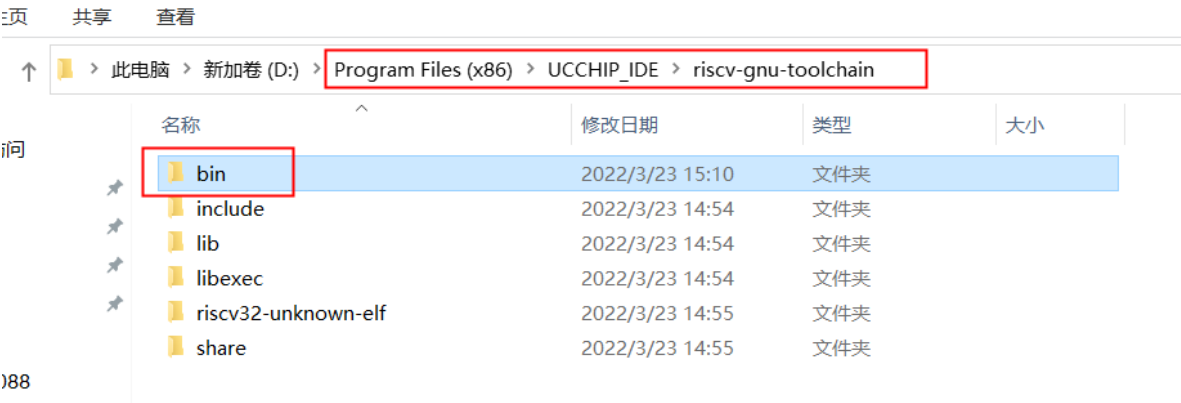 主页 共享 查看
此电脑 > 新加卷 (D:) > Program Files (x86) > UCCHIP_IDE > riscv-gnu-toolchain
名称 修改日期 类型 大小
bin 2022/3/23 15:10 文件夹
include 2022/3/23 14:54 文件夹
lib 2022/3/23 14:54 文件夹
libexec 2022/3/23 14:54 文件夹
riscv32-unknown-elf 2022/3/23 14:55 文件夹
share 2022/3/23 14:55 文件夹
问
088